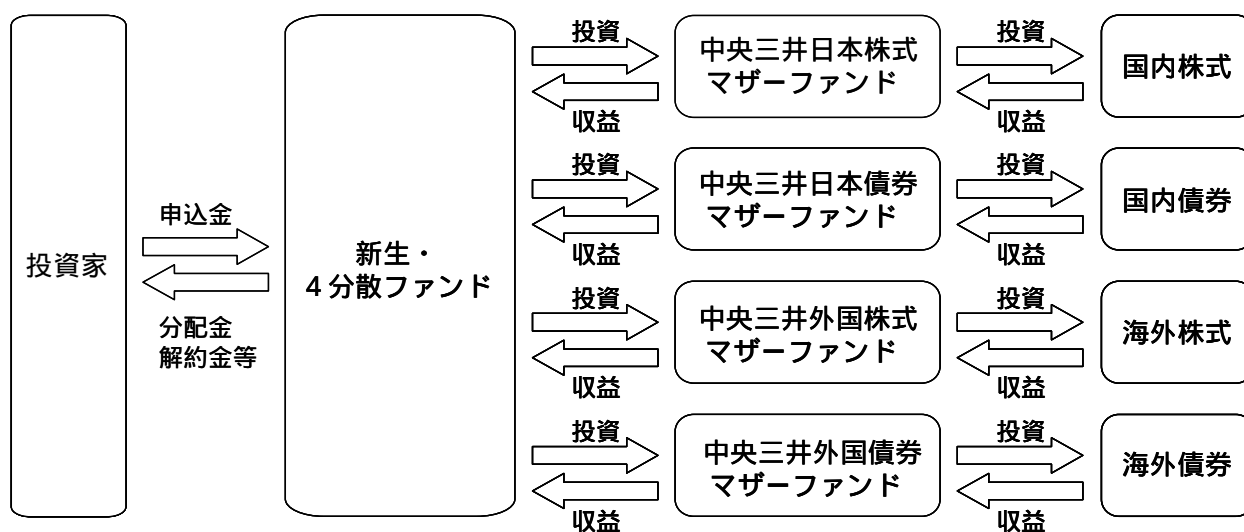 投資家
申込金
分配金
解約金等
新生・
４分散ファンド
投資
収益
中央三井日本株式
マザーファンド
投資
収益
国内株式
投資
収益
中央三井日本債券
マザーファンド
投資
収益
国内債券
投資
収益
中央三井外国株式
マザーファンド
投資
収益
海外株式
投資
収益
中央三井外国債券
マザーファンド
投資
収益
海外債券